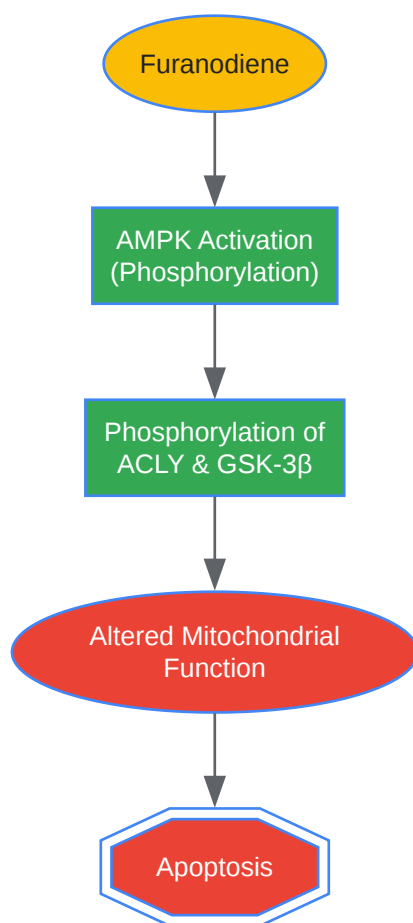 Furanodiene
AMPK Activation
(Phosphorylation)
Phosphorylation of
ACLY & GSK-3β
Altered Mitochondrial
Function
Apoptosis